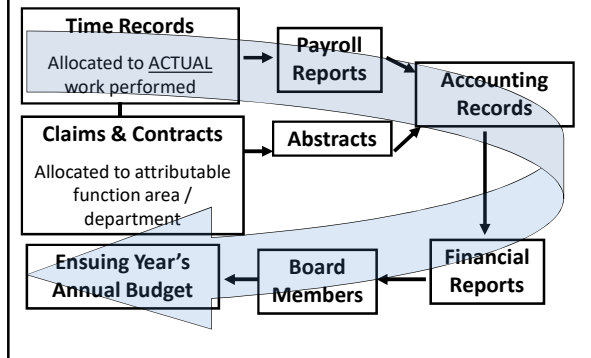 Time Records
Allocated to ACTUAL
work performed
Payroll
Reports
Accounting
Records
Claims & Contracts
Allocated to attributable
function area /
department
Abstracts
Ensuing Year's
Annual Budget
Board
Members
Financial
Reports